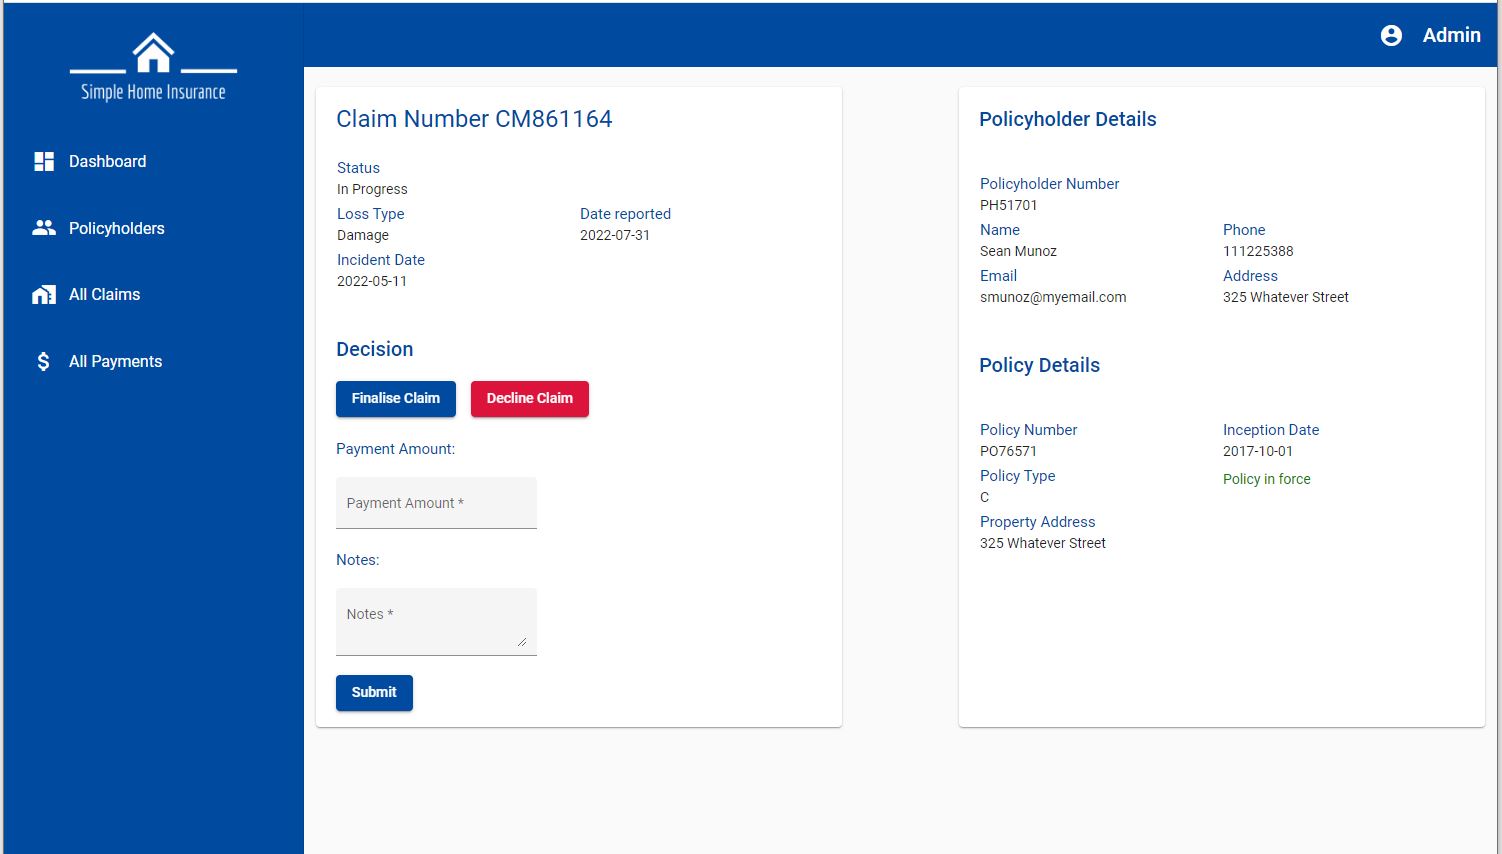 Simple Home Insurance
Dashboard
Policyholders
All Claims
All Payments
Admin
Claim Number CM861164
Status
In Progress
Loss Type
Damage
Date reported
2022-07-31
Incident Date
2022-05-11
Decision
Finalise Claim
Decline Claim
Payment Amount:
Payment Amount *
Notes:
Notes *
Submit
Policyholder Details
Policyholder Number
PH51701
Name
Sean Munoz
Phone
111225388
Email
smunoz@myemail.com
Address
325 Whatever Street
Policy Details
Policy Number
PO76571
Inception Date
2017-10-01
Policy Type
C
Policy in force
Property Address
325 Whatever Street